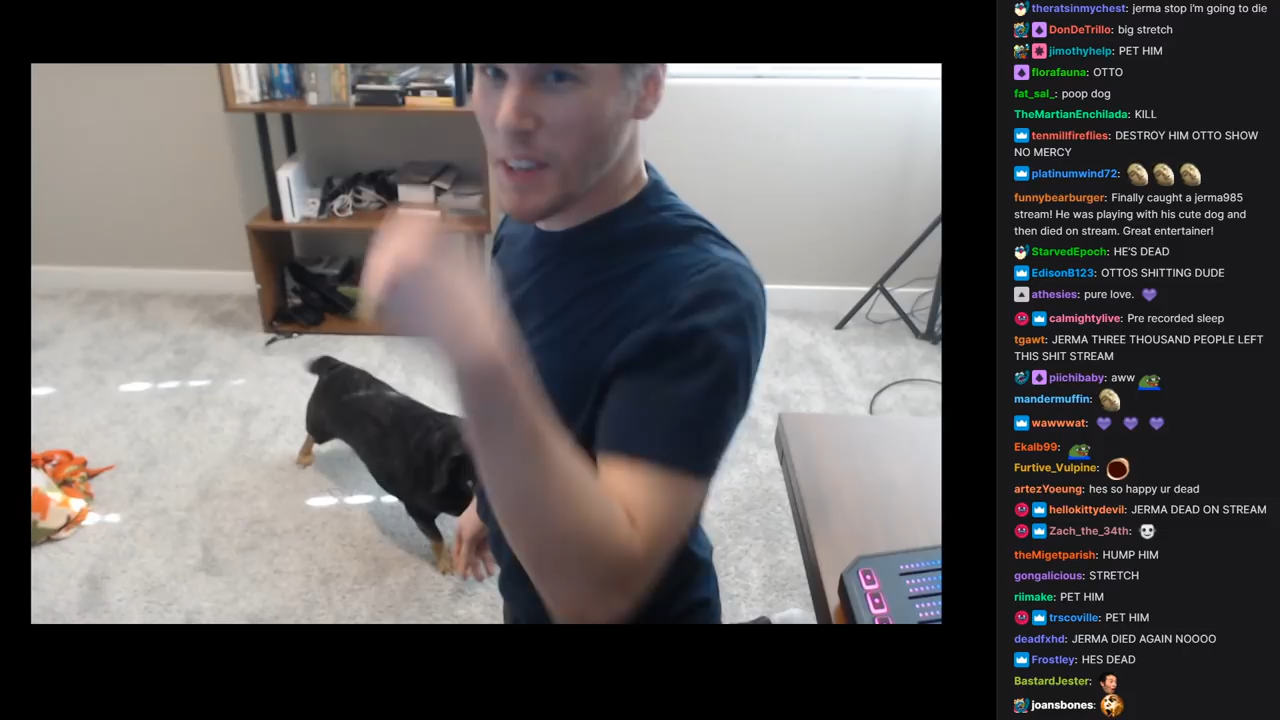 theratsinmychest: jerma stop i'm going to die
DonDeTrillo: big stretch
jimothyhelp: PET HIM
florafauna: OTTO
fat_sal_: poop dog
TheMartianEnchilada: KILL
tenmillfireflies: DESTROY HIM OTTO SHOW
NO MERCY
platinumwind72:
funnybearburger: Finally caught a jerma985
stream! He was playing with his cute dog and
then died on stream. Great entertainer!
StarvedEpoch: HE'S DEAD
EdisonB123: OTTOS SHITTING DUDE
athesies: pure love.
calmightylive: Pre recorded sleep
tgawt: JERMA THREE THOUSAND PEOPLE LEFT
THIS SHIT STREAM
piichibaby: aww
mandermuffin:
wawwwat:
Ekalb99:
Furtive_Vulpine:
artezYoeung: hes so happy ur dead
hellokittydevil: JERMA DEAD ON STREAM
Zach_the_34th:
theMigetparish: HUMP HIM
gongalicious: STRETCH
riimake: PET HIM
trscoville: PET HIM
deadfxhd: JERMA DIED AGAIN NOOOO
Frostley: HES DEAD
BastardJester:
joansbones: